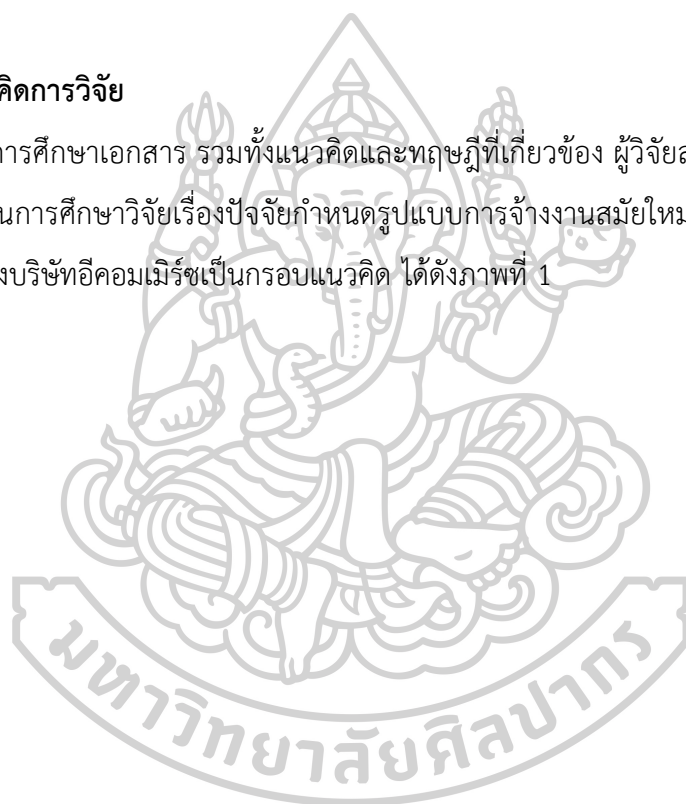 คิดการวิจัย
การศึกษาเอกสาร รวมทั้งแนวคิดและทฤษฎีที่เกี่ยวข้อง ผู้วิจัยส
นการศึกษาวิจัยเรื่องปัจจัยกำหนดรูปแบบการจ้างงานสมัยใหม
งบริษัทอีคอมเมิร์ซเป็นกรอบแนวคิด ได้ดังภาพที่ 1
มหาวิทยาลัยศิลปากร